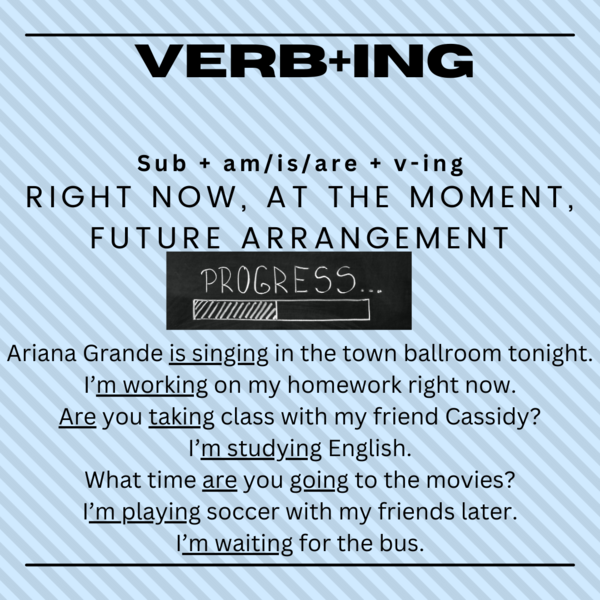 VERB+ING
Sub + am/is/are + v-ing
RIGHT NOW, AT THE MOMENT,
FUTURE ARRANGEMENT
PROGRESS...
Ariana Grande is singing in the town ballroom tonight.
I'm working on my homework right now.
Are you taking class with my friend Cassidy?
I'm studying English.
What time are you going to the movies?
I'm playing soccer with my friends later.
I'm waiting for the bus.